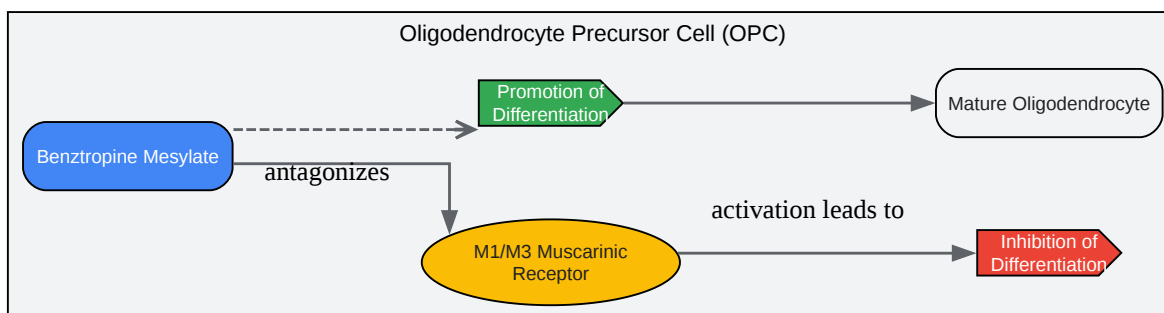 Oligodendrocyte Precursor Cell (OPC)
Promotion of
Differentiation
Mature Oligodendrocyte
Benztropine Mesylate
antagonizes
activation leads to
M1/M3 Muscarinic
Receptor
Inhibition of
Differentiation